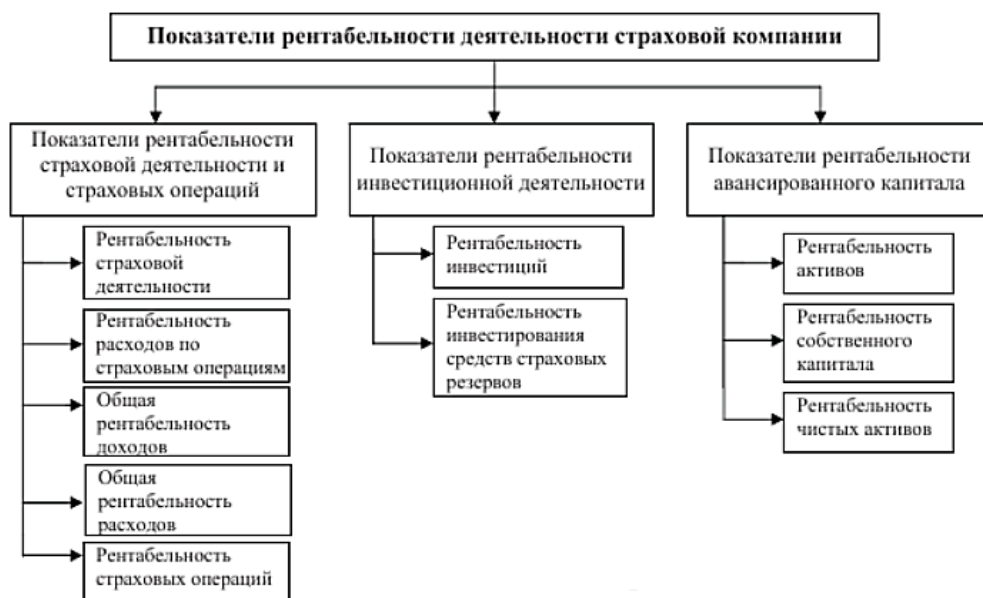 Показатели рентабельности деятельности страховой компании
Показатели рентабельности
страховой деятельности и
страховых операций
Рентабельность
страховой
деятельности
Рентабельность
расходов по
страховым операциям
Общая
рентабельность
доходов
Общая
рентабельность
расходов
Рентабельность
страховых операций
Показатели рентабельности
инвестиционной деятельности
Рентабельность
инвестиций
Рентабельность
инвестирования
средств страховых
резервов
Показатели рентабельности
авансированного капитала
Рентабельность
активов
Рентабельность
собственного
капитала
Рентабельность
чистых активов